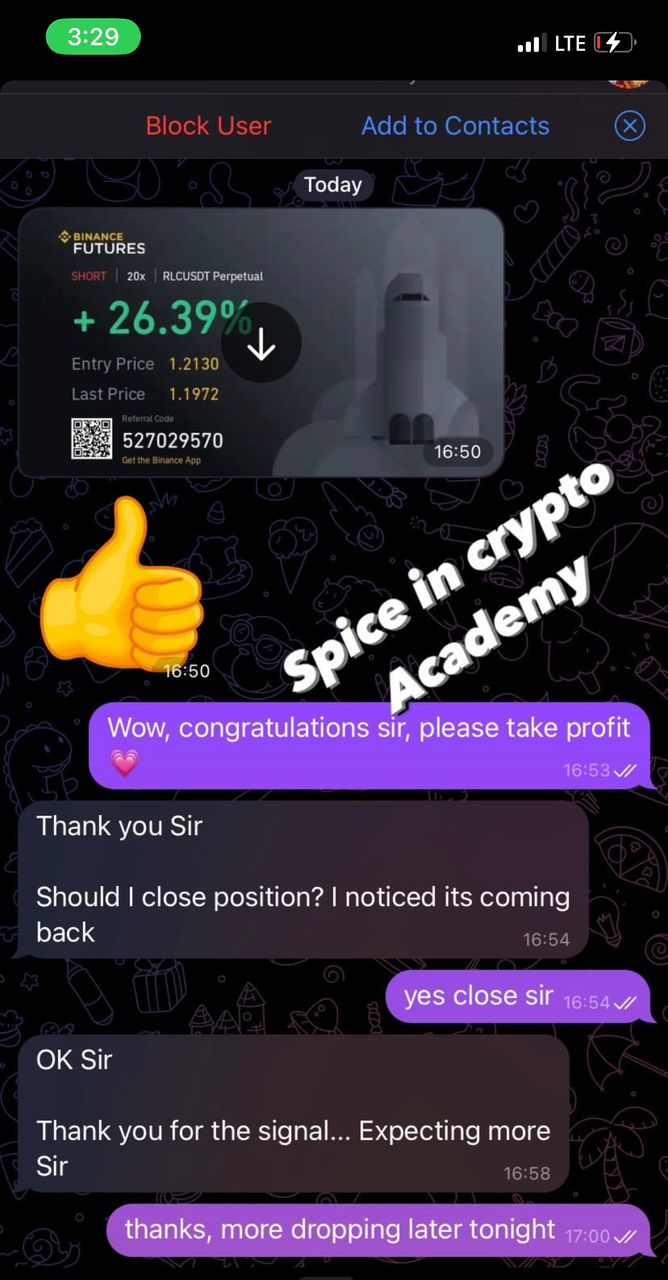 3:29
LTE
Block User
Add to Contacts
Today
BINANCE
FUTURES
SHORT | 20x | RLCUSDT Perpetual
+ 26.39%
Entry Price 1.2130
Last Price 1.1972
Referral Code
527029570
Get the Binance App
16:50
16:50
Spice in crypto
Academy
Wow, congratulations sir, please take profit
💗
16:53
Thank you Sir
Should I close position? I noticed its coming
back
16:54
yes close sir 16:54
OK Sir
Thank you for the signal... Expecting more
Sir
16:58
thanks, more dropping later tonight 17:00